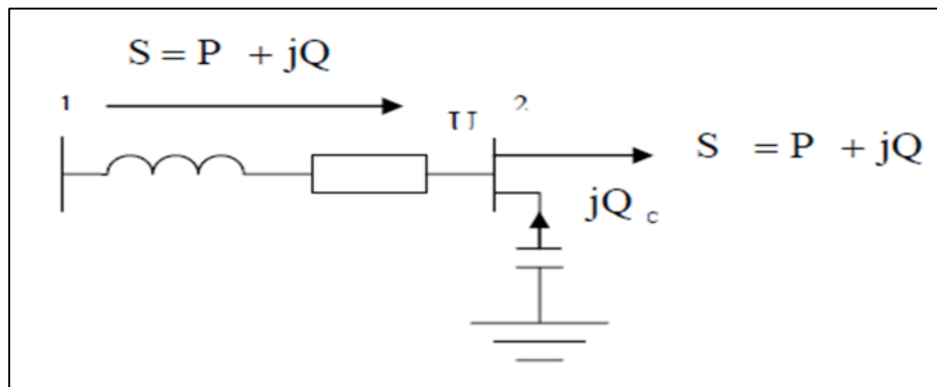 S = P + jQ
1
U
2
S = P + jQ
jQ c